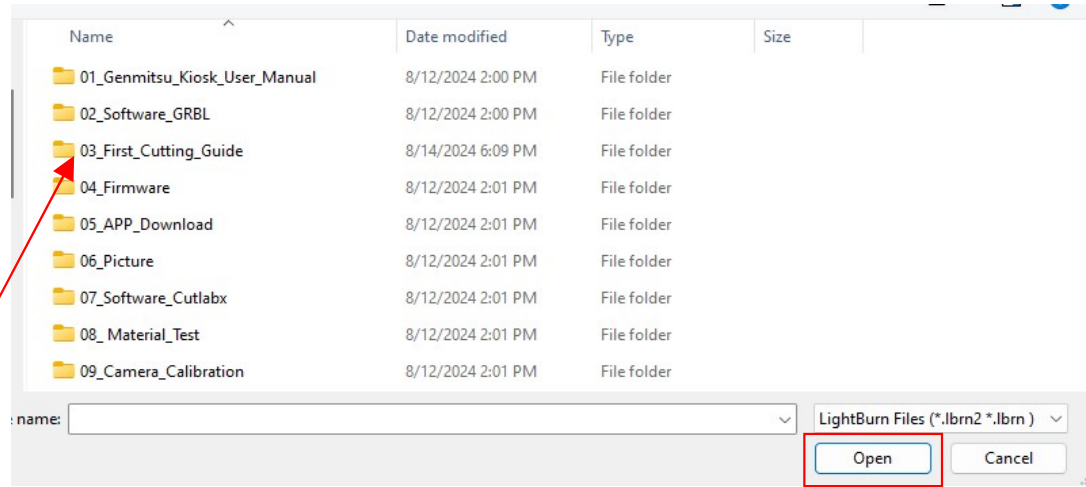 Name Date modified Type Size
01_Genmitsu_Kiosk_User_Manual 8/12/2024 2:00 PM File folder
02_Software_GRBL 8/12/2024 2:00 PM File folder
03_First_Cutting_Guide 8/14/2024 6:09 PM File folder
04_Firmware 8/12/2024 2:01 PM File folder
05_APP_Download 8/12/2024 2:01 PM File folder
06_Picture 8/12/2024 2:01 PM File folder
07_Software_Cutlabx 8/12/2024 2:01 PM File folder
08_ Material_Test 8/12/2024 2:01 PM File folder
09_Camera_Calibration 8/12/2024 2:01 PM File folder
name: LightBurn Files (*.lbrn2 *.lbrn )
Open Cancel